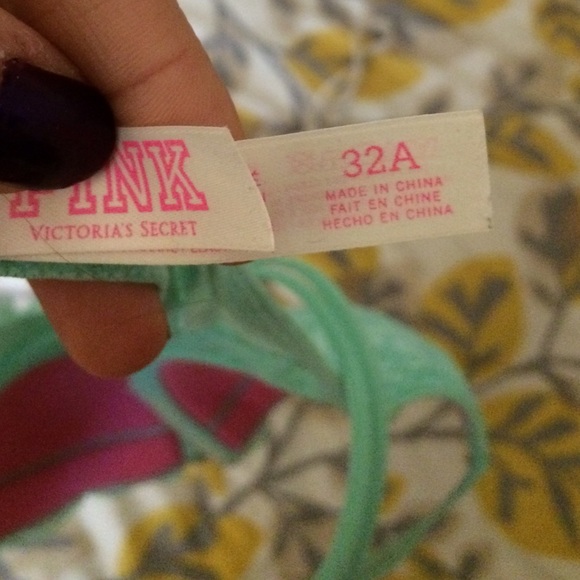 PINK
VICTORIA'S SECRET
32A
MADE IN CHINA
FAIT EN CHINE
HECHO EN CHINA